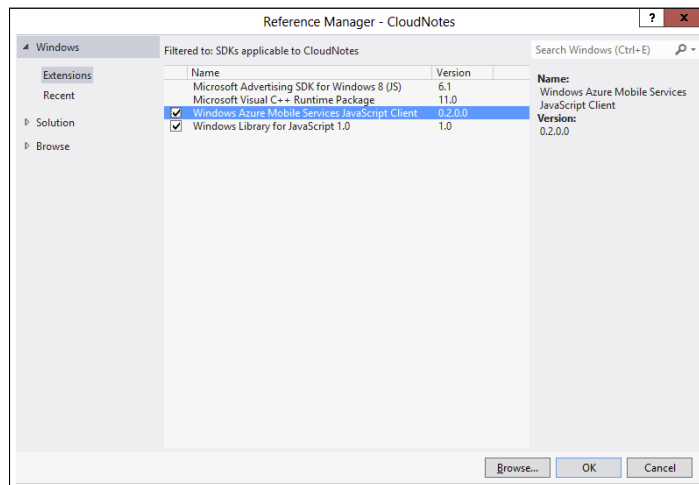 Reference Manager - CloudNotes
? x
Windows
Extensions
Recent
Solution
Browse
Filtered to: SDKs applicable to CloudNotes
Name Version
Microsoft Advertising SDK for Windows 8 (JS) 6.1
Microsoft Visual C++ Runtime Package 11.0
Windows Azure Mobile Services JavaScript Client 0.2.0.0
Windows Library for JavaScript 1.0 1.0
Search Windows (Ctrl+E)
Name:
Windows Azure Mobile Services
JavaScript Client
Version:
0.2.0.0
Browse... OK Cancel